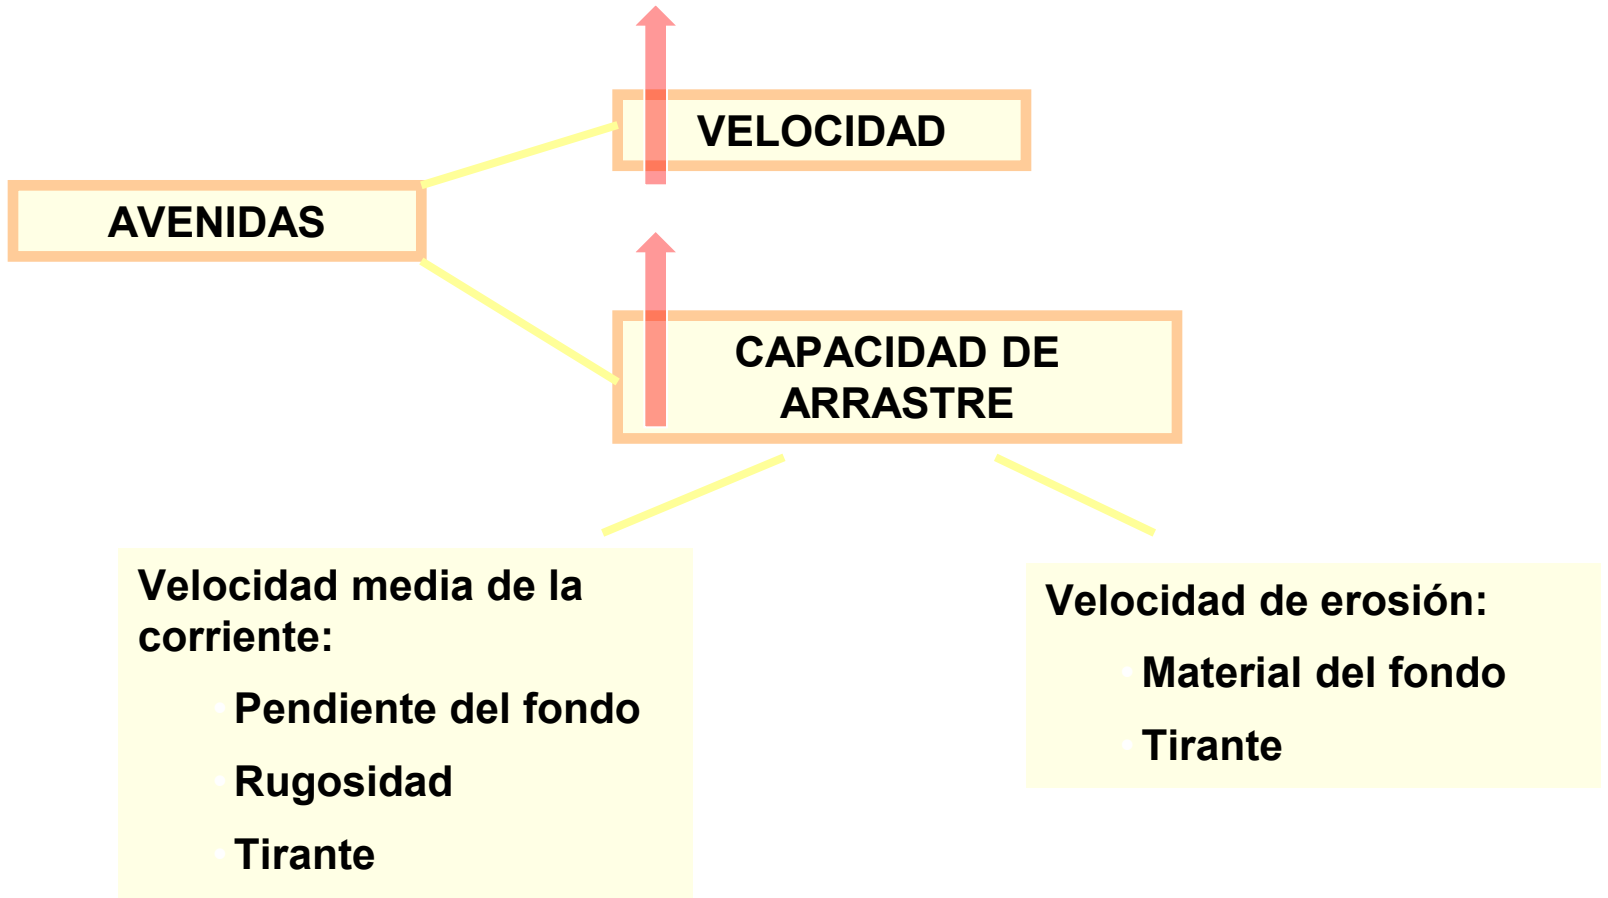 VELOCIDAD
AVENIDAS
CAPACIDAD DE
ARRASTRE
Velocidad media de la
corriente:
Pendiente del fondo
Rugosidad
Tirante
Velocidad de erosión:
Material del fondo
Tirante